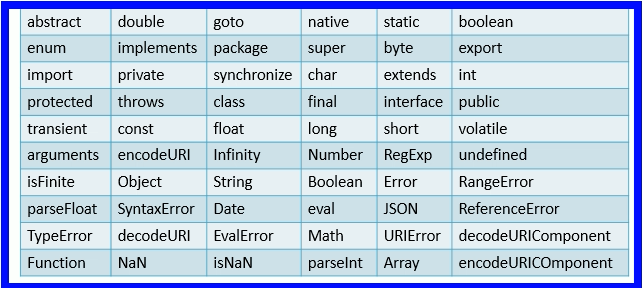 abstract double goto native static boolean
enum implements package super byte export
import private synchronize char extends int
protected throws class final interface public
transient const float long short volatile
arguments encodeURI Infinity Number RegExp undefined
isFinite Object String Boolean Error RangeError
parseFloat SyntaxError Date eval JSON ReferenceError
TypeError decodeURI EvalError Math URIError decodeURIComponent
Function NaN isNaN parseInt Array encodeURICOmponent